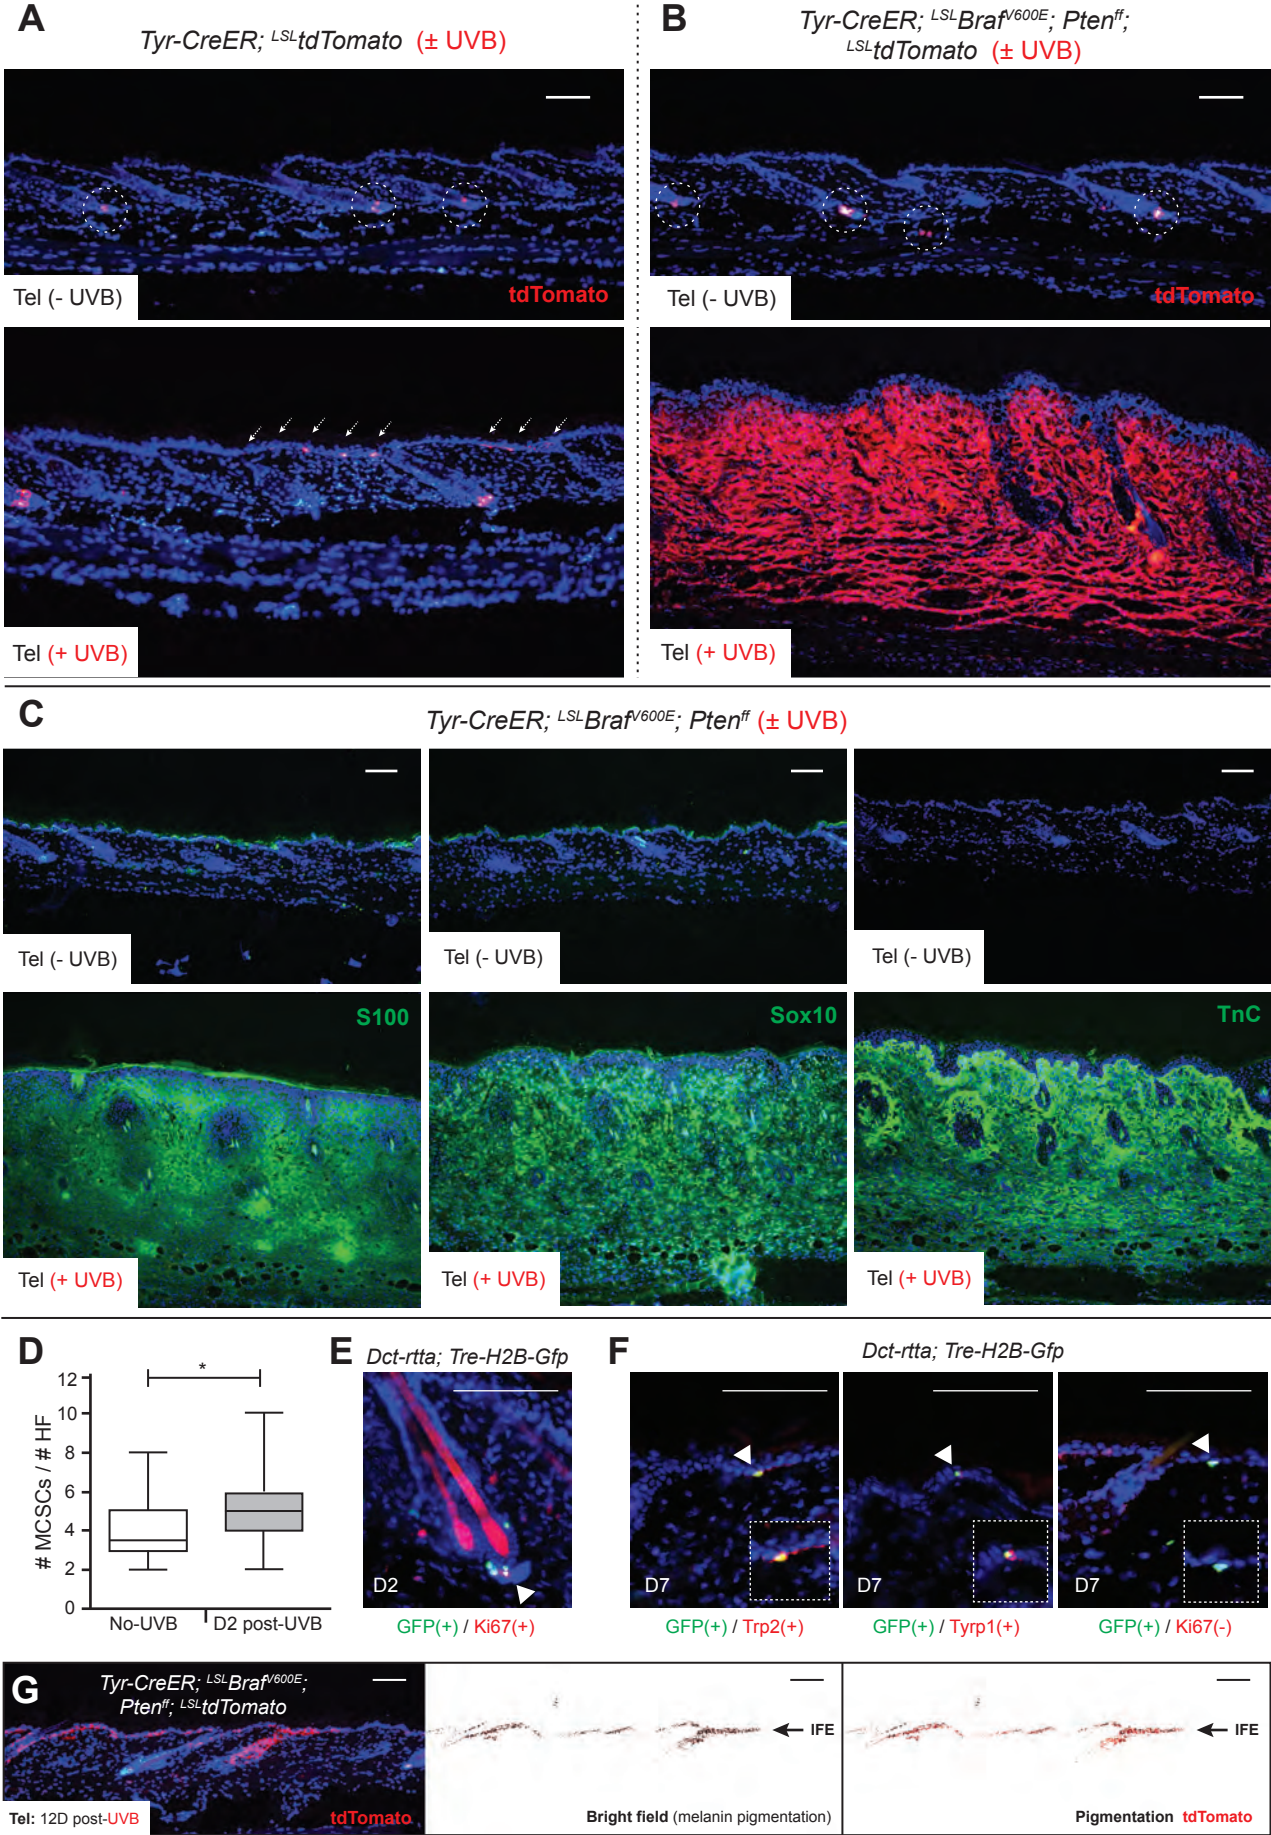 A
Tyr-CreER; LSLtdTomato (± UVB)
B
Tyr-CreER; LSLBrafV600E; Ptenff;
LSLtdTomato (± UVB)
Tel (- UVB)
tdTomato
Tel (- UVB)
tdTomato
Tel (+ UVB)
Tel (+ UVB)
C
Tyr-CreER; LSLBrafV600E; Ptenff (± UVB)
Tel (- UVB)
Tel (- UVB)
Tel (- UVB)
S100
Sox10
TnC
Tel (+ UVB)
Tel (+ UVB)
Tel (+ UVB)
D
# MCSCs / # HF
12
10
8
6
4
2
0
*
No-UVB
D2 post-UVB
E
Dct-rtta; Tre-H2B-Gfp
D2
GFP(+) / Ki67(+)
F
Dct-rtta; Tre-H2B-Gfp
D7
D7
D7
GFP(+) / Trp2(+)
GFP(+) / Tyrp1(+)
GFP(+) / Ki67(-)
G
Tyr-CreER; LSLBrafV600E;
Ptenff; LSLtdTomato
Tel: 12D post-UVB
tdTomato
IFE
Bright field (melanin pigmentation)
IFE
Pigmentation tdTomato